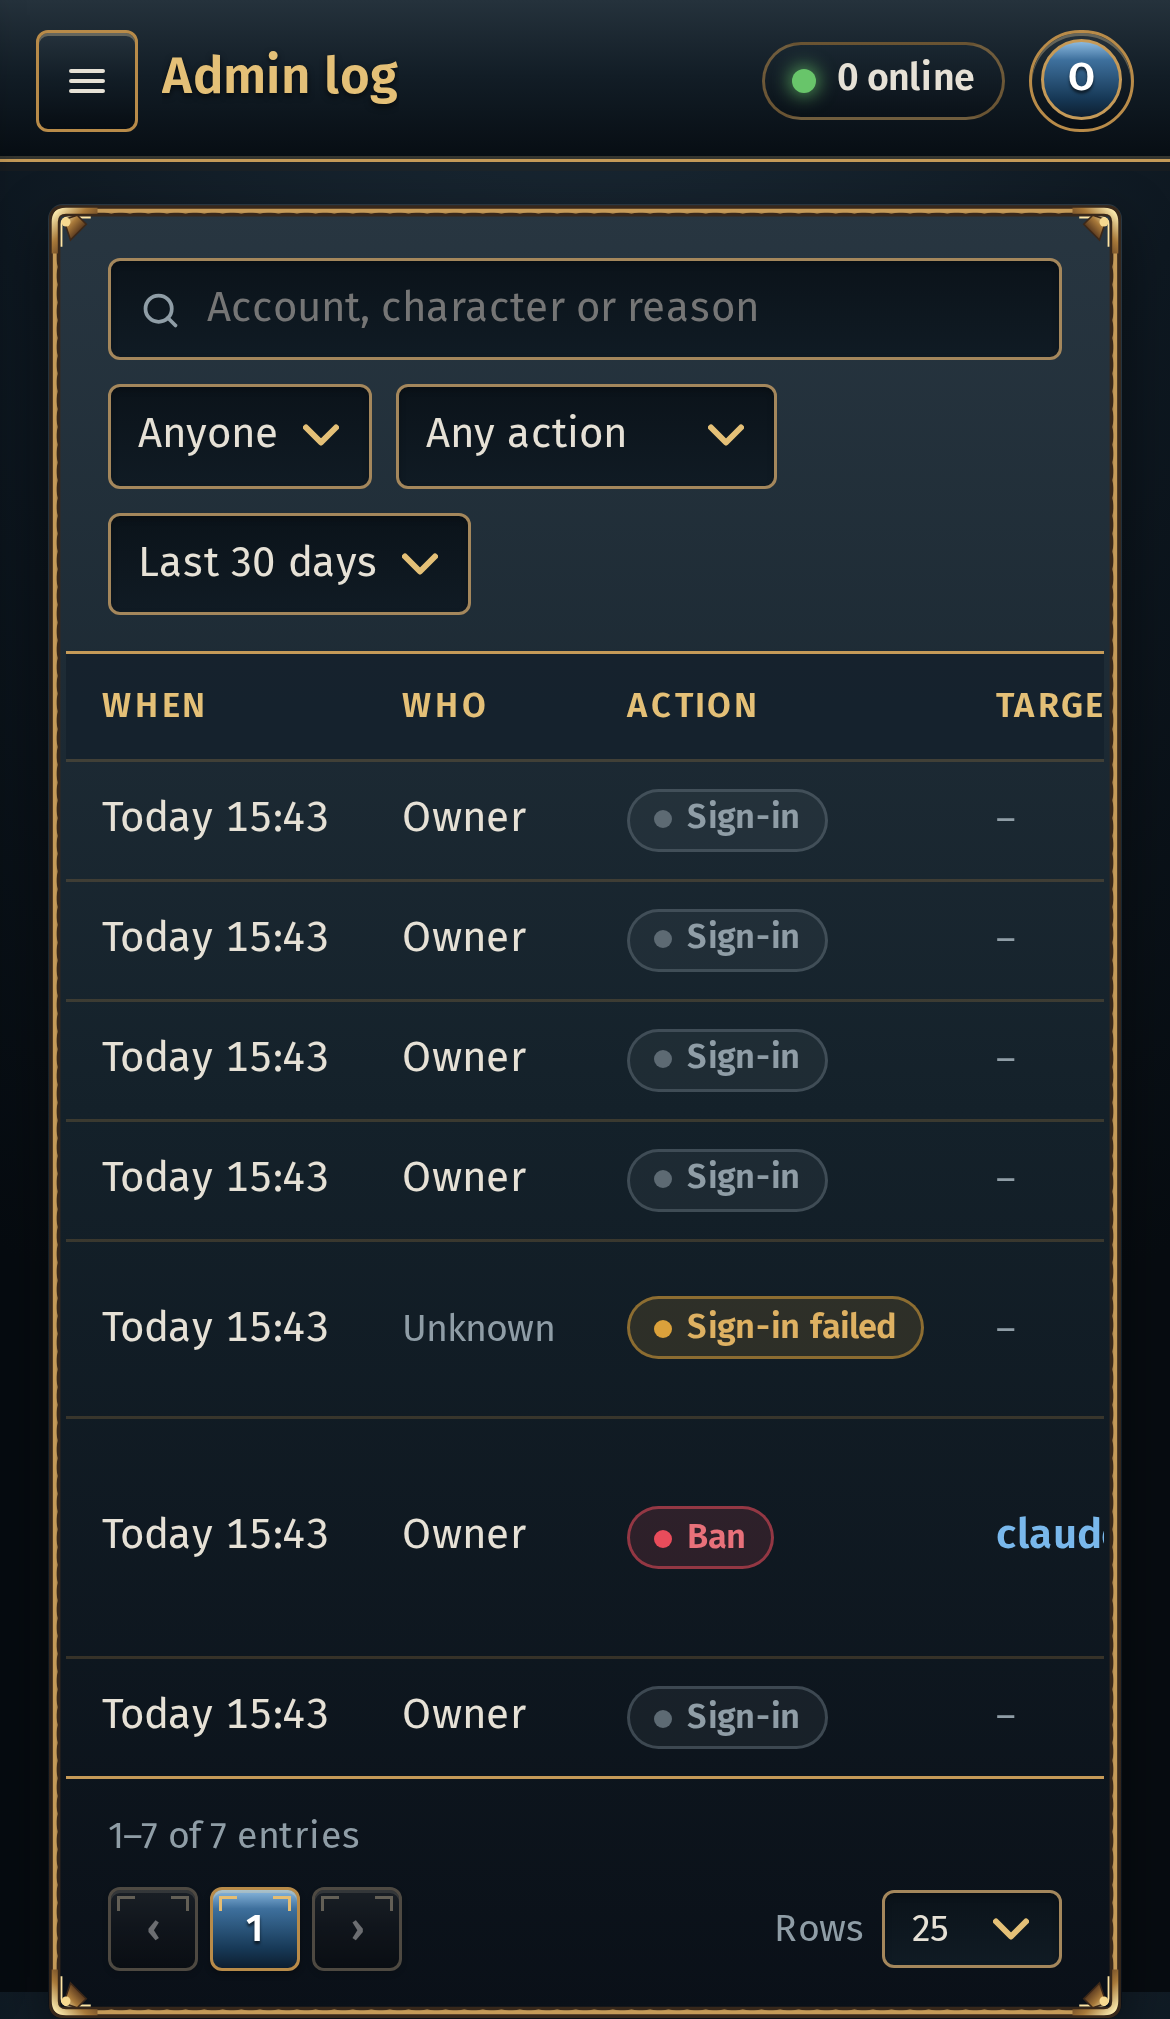 Admin log
0 online
O
Account, character or reason
Anyone
Any action
Last 30 days
WHEN WHO ACTION TARGE
Today 15:43 Owner Sign-in –
Today 15:43 Owner Sign-in –
Today 15:43 Owner Sign-in –
Today 15:43 Owner Sign-in –
Today 15:43 Unknown Sign-in failed –
Today 15:43 Owner Ban claud
Today 15:43 Owner Sign-in –
1–7 of 7 entries
‹ 1 › Rows 25